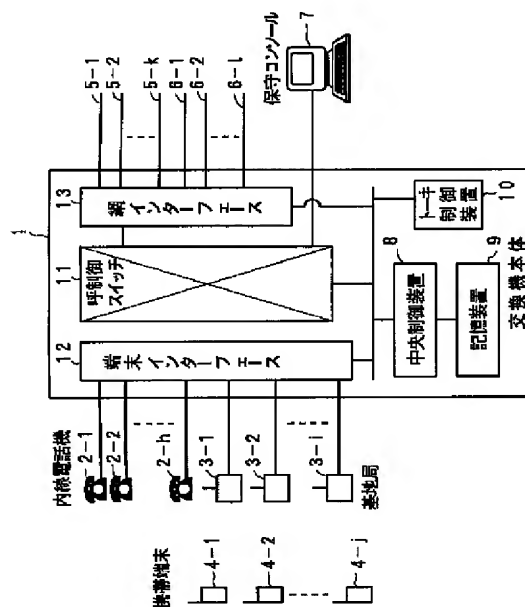 1
内線電話機
2-1
2-2
2-h
3-1
3-2
3-i
基地局
携帯端末
4-1
4-2
4-j
12
端末インターフェース
11
呼制御
スイッチ
13
網インターフェース
5-1
5-2
5-k
6-1
6-2
6-l
保守コンソール
7
8
中央制御装置
9
記憶装置
トーキ
制御装置
10
交換機本体